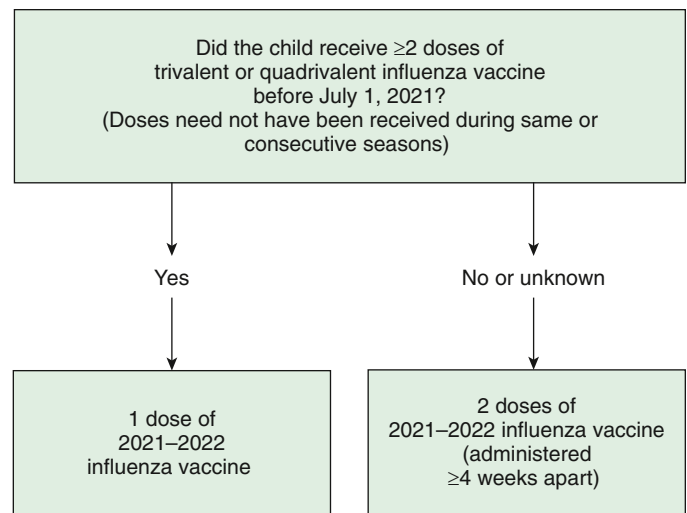 Did the child receive ≥2 doses of
trivalent or quadrivalent influenza vaccine
before July 1, 2021?
(Doses need not have been received during same or
consecutive seasons)
Yes
No or unknown
1 dose of
2021–2022
influenza vaccine
2 doses of
2021–2022 influenza vaccine
(administered
≥4 weeks apart)